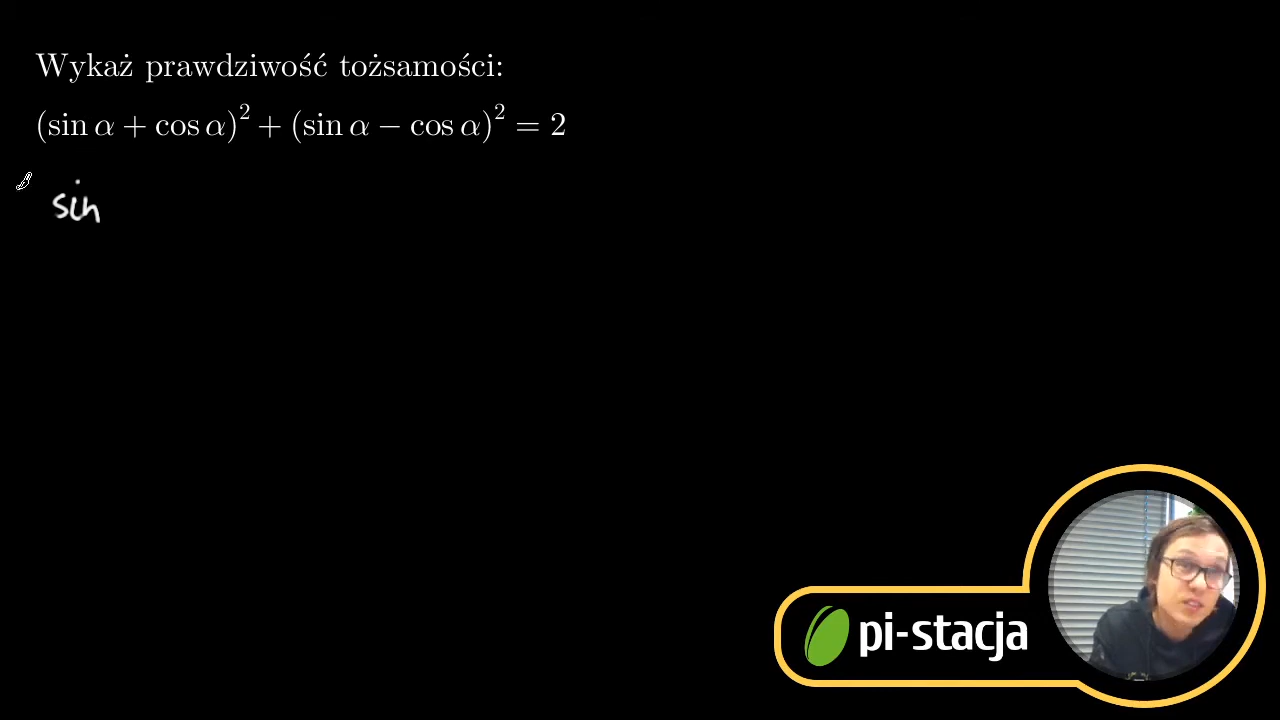 Wykaż prawdziwość tożsamości:
(sin α + cos α)² + (sin α − cos α)² = 2
sin
pi-stacja